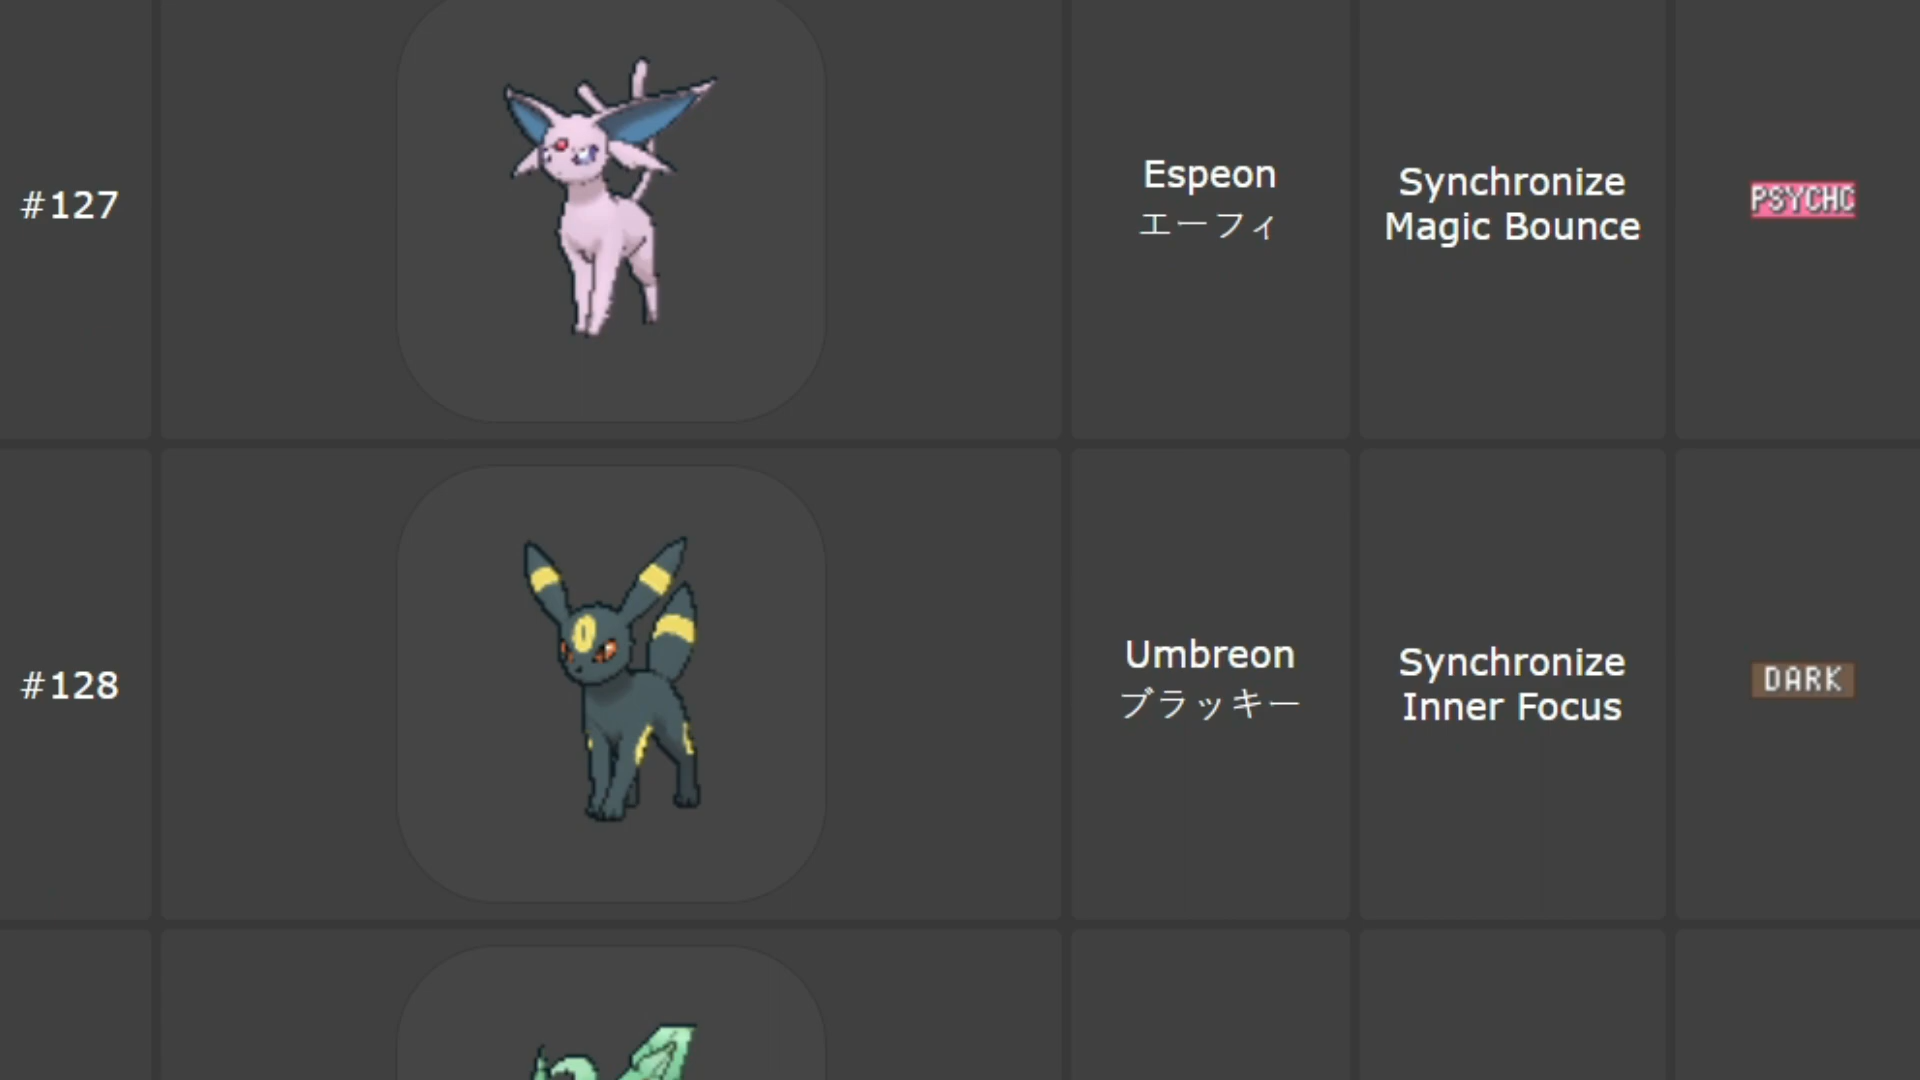 #127
Espeon
エーフィ
Synchronize
Magic Bounce
PSYCHC
#128
Umbreon
ブラッキー
Synchronize
Inner Focus
DARK